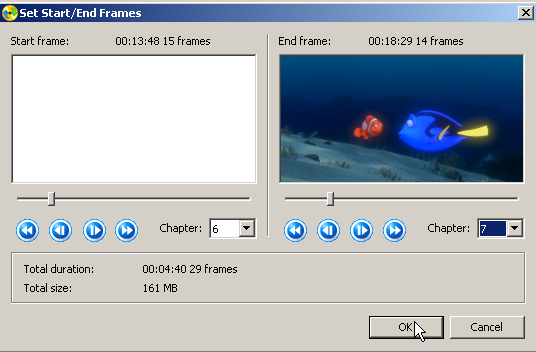 Set Start/End Frames
Start frame: 00:13:48 15 frames
End frame: 00:18:29 14 frames
Chapter: 6
Chapter: 7
Total duration: 00:04:40 29 frames
Total size: 161 MB
OK
Cancel